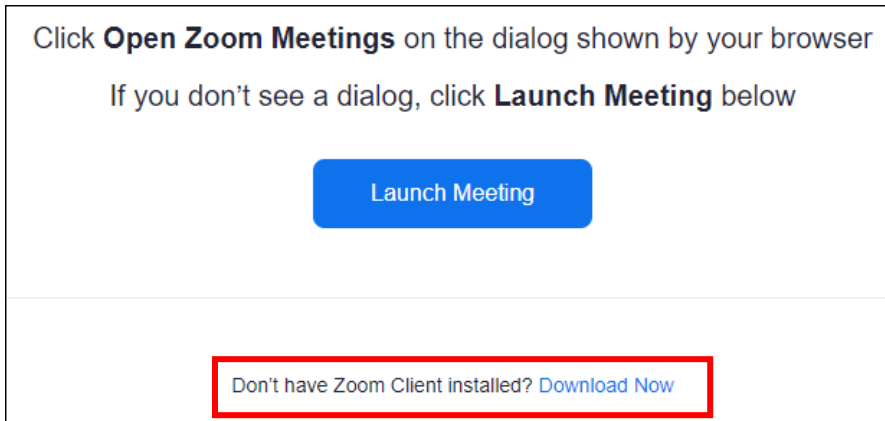 Click Open Zoom Meetings on the dialog shown by your browser
If you don’t see a dialog, click Launch Meeting below
Launch Meeting
Don’t have Zoom Client installed? Download Now